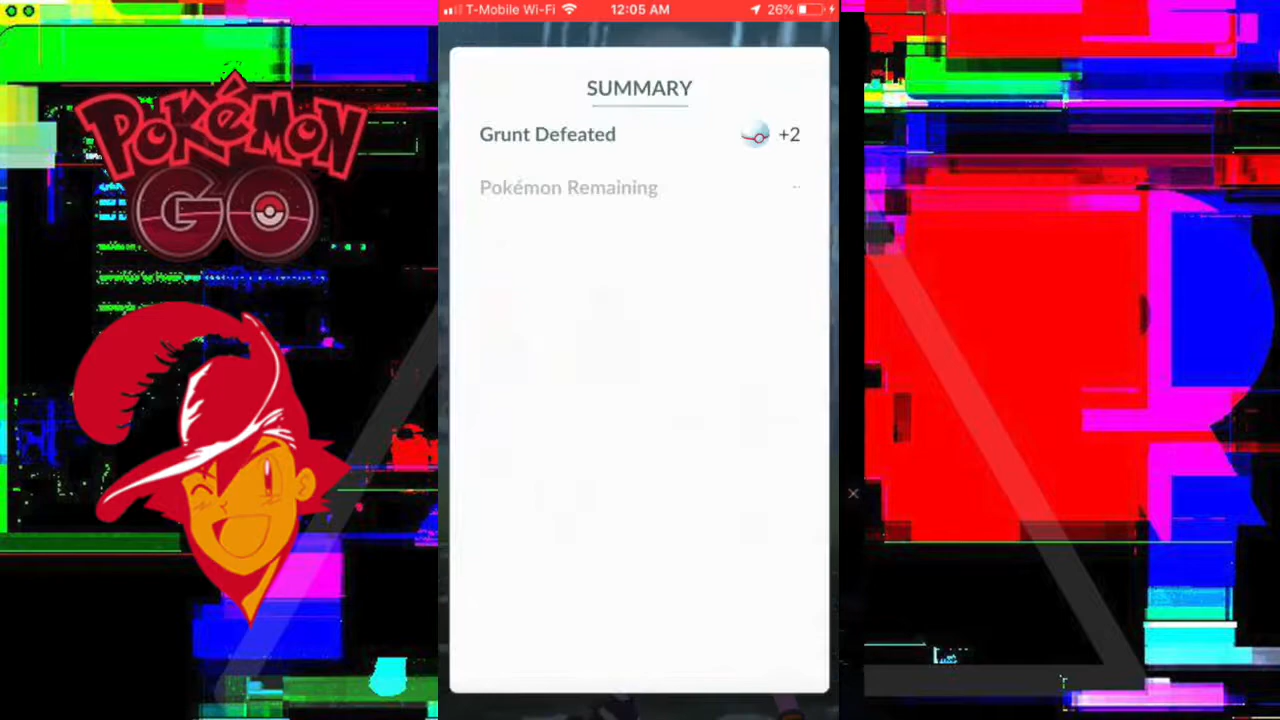 T-Mobile Wi-Fi 12:05 AM 26%
POKéMON
GO
SUMMARY
Grunt Defeated +2
Pokémon Remaining --
R